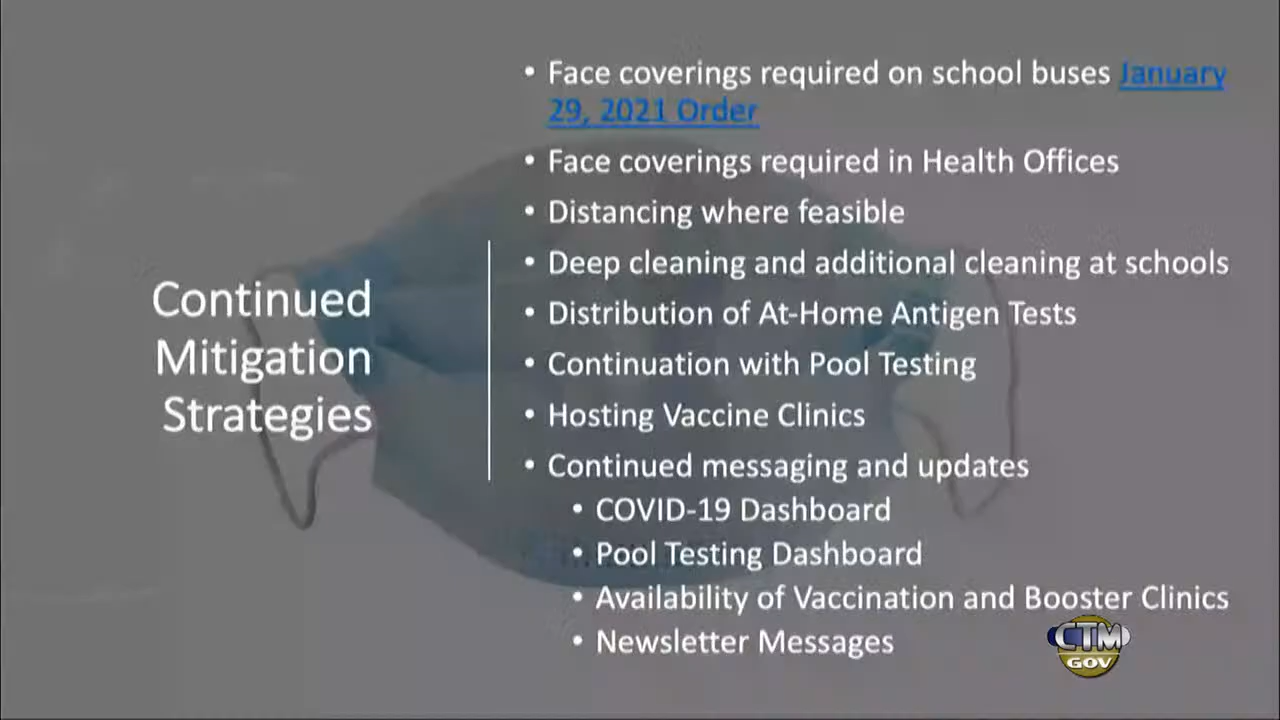 Continued
Mitigation
Strategies
• Face coverings required on school buses January
29, 2021 Order
• Face coverings required in Health Offices
• Distancing where feasible
• Deep cleaning and additional cleaning at schools
• Distribution of At-Home Antigen Tests
• Continuation with Pool Testing
• Hosting Vaccine Clinics
• Continued messaging and updates
• COVID-19 Dashboard
• Pool Testing Dashboard
• Availability of Vaccination and Booster Clinics
• Newsletter Messages
CTM
GOV